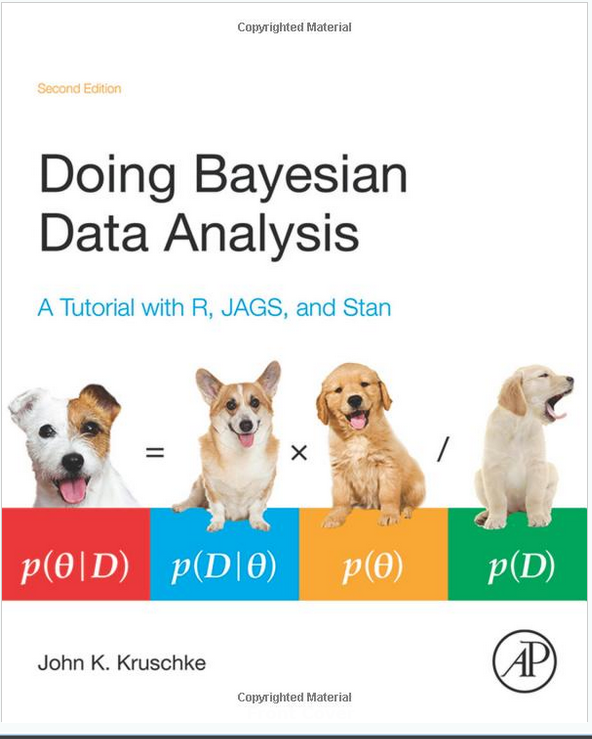 Copyrighted Material
Second Edition
Doing Bayesian
Data Analysis
A Tutorial with R, JAGS, and Stan
= × /
p(θ|D) p(D|θ) p(θ) p(D)
John K. Kruschke
AP
Copyrighted Material